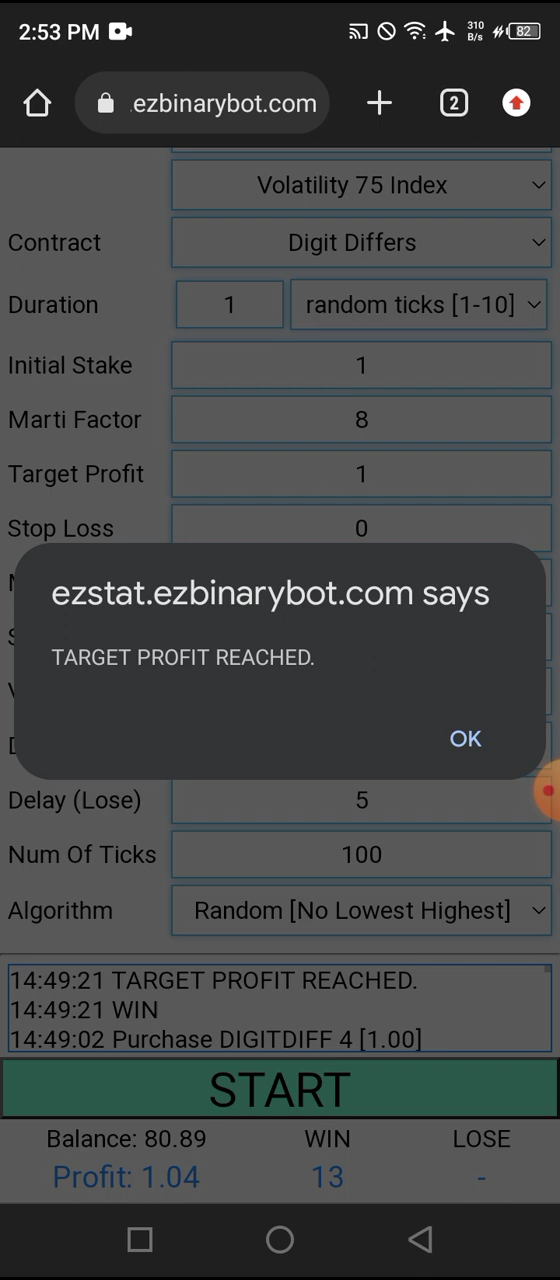 2:53 PM
310
B/s
82
.ezbinarybot.com
2
Volatility 75 Index
Contract
Digit Differs
Duration
1
random ticks [1-10]
Initial Stake
1
Marti Factor
8
Target Profit
1
Stop Loss
0
ezstat.ezbinarybot.com says
TARGET PROFIT REACHED.
OK
Delay (Lose)
5
Num Of Ticks
100
Algorithm
Random [No Lowest Highest]
14:49:21 TARGET PROFIT REACHED.
14:49:21 WIN
14:49:02 Purchase DIGITDIFF 4 [1.00]
START
Balance: 80.89
WIN
LOSE
Profit: 1.04
13
-